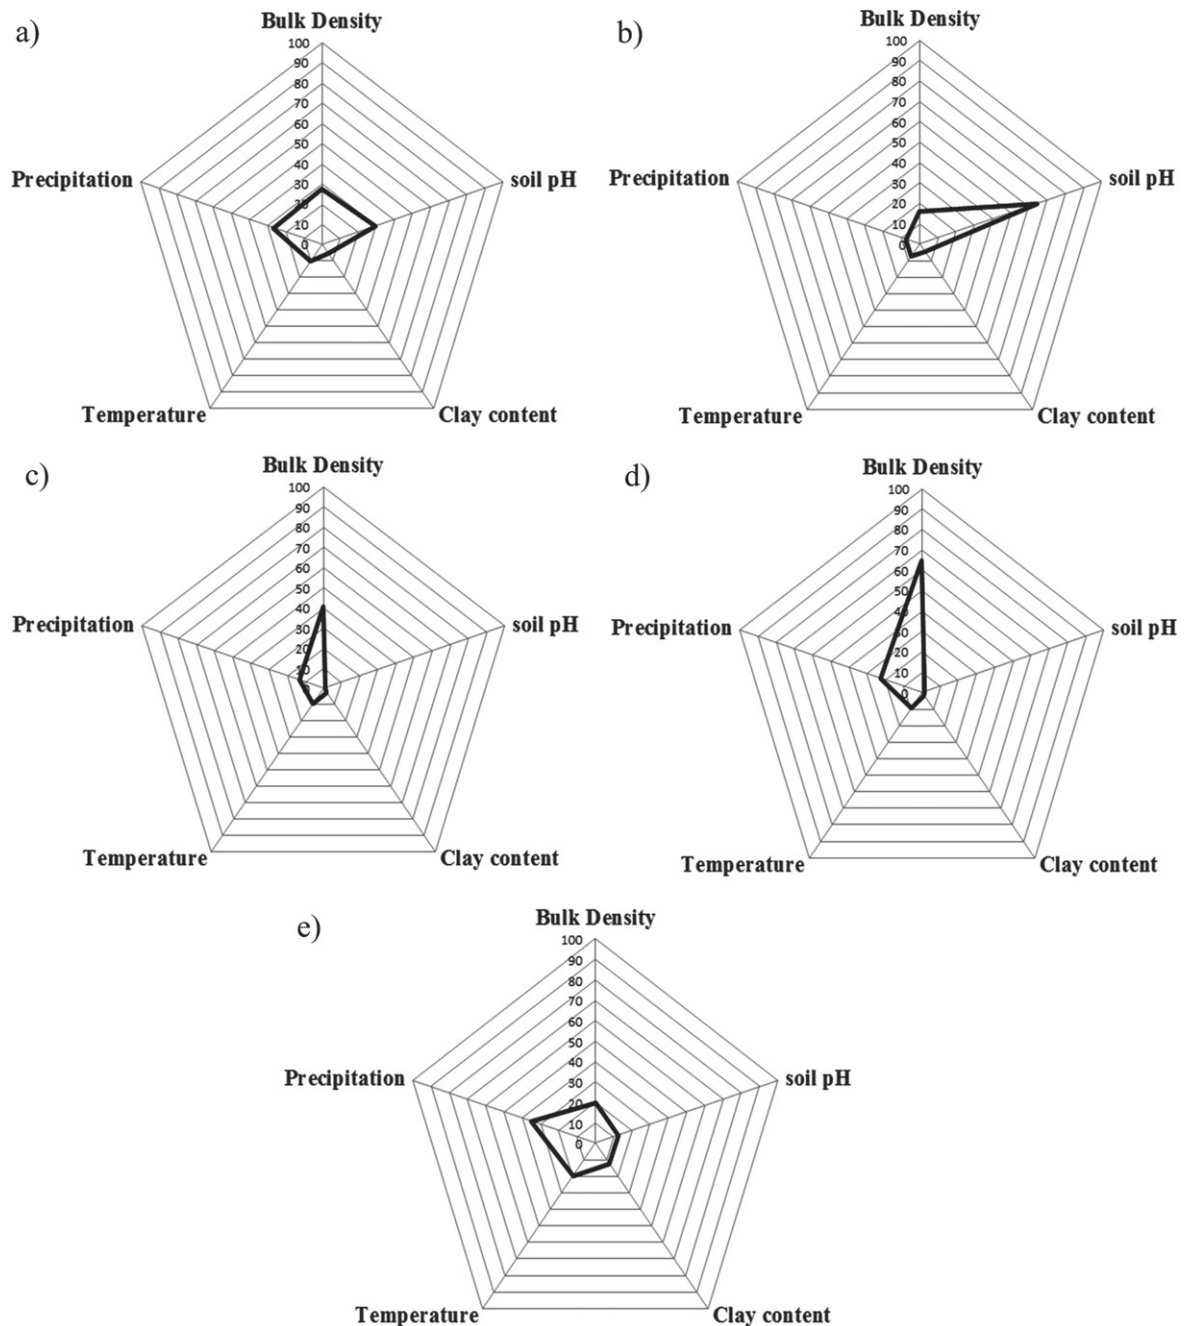 a)
Bulk Density
100
90
80
70
60
50
40
30
20
10
0
Precipitation
soil pH
Temperature
Clay content
b)
Bulk Density
100
90
80
70
60
50
40
30
20
10
0
Precipitation
soil pH
Temperature
Clay content
c)
Bulk Density
100
90
80
70
60
50
40
30
20
10
0
Precipitation
soil pH
Temperature
Clay content
d)
Bulk Density
100
90
80
70
60
50
40
30
20
10
0
Precipitation
soil pH
Temperature
Clay content
e)
Bulk Density
100
90
80
70
60
50
40
30
20
10
0
Precipitation
soil pH
Temperature
Clay content